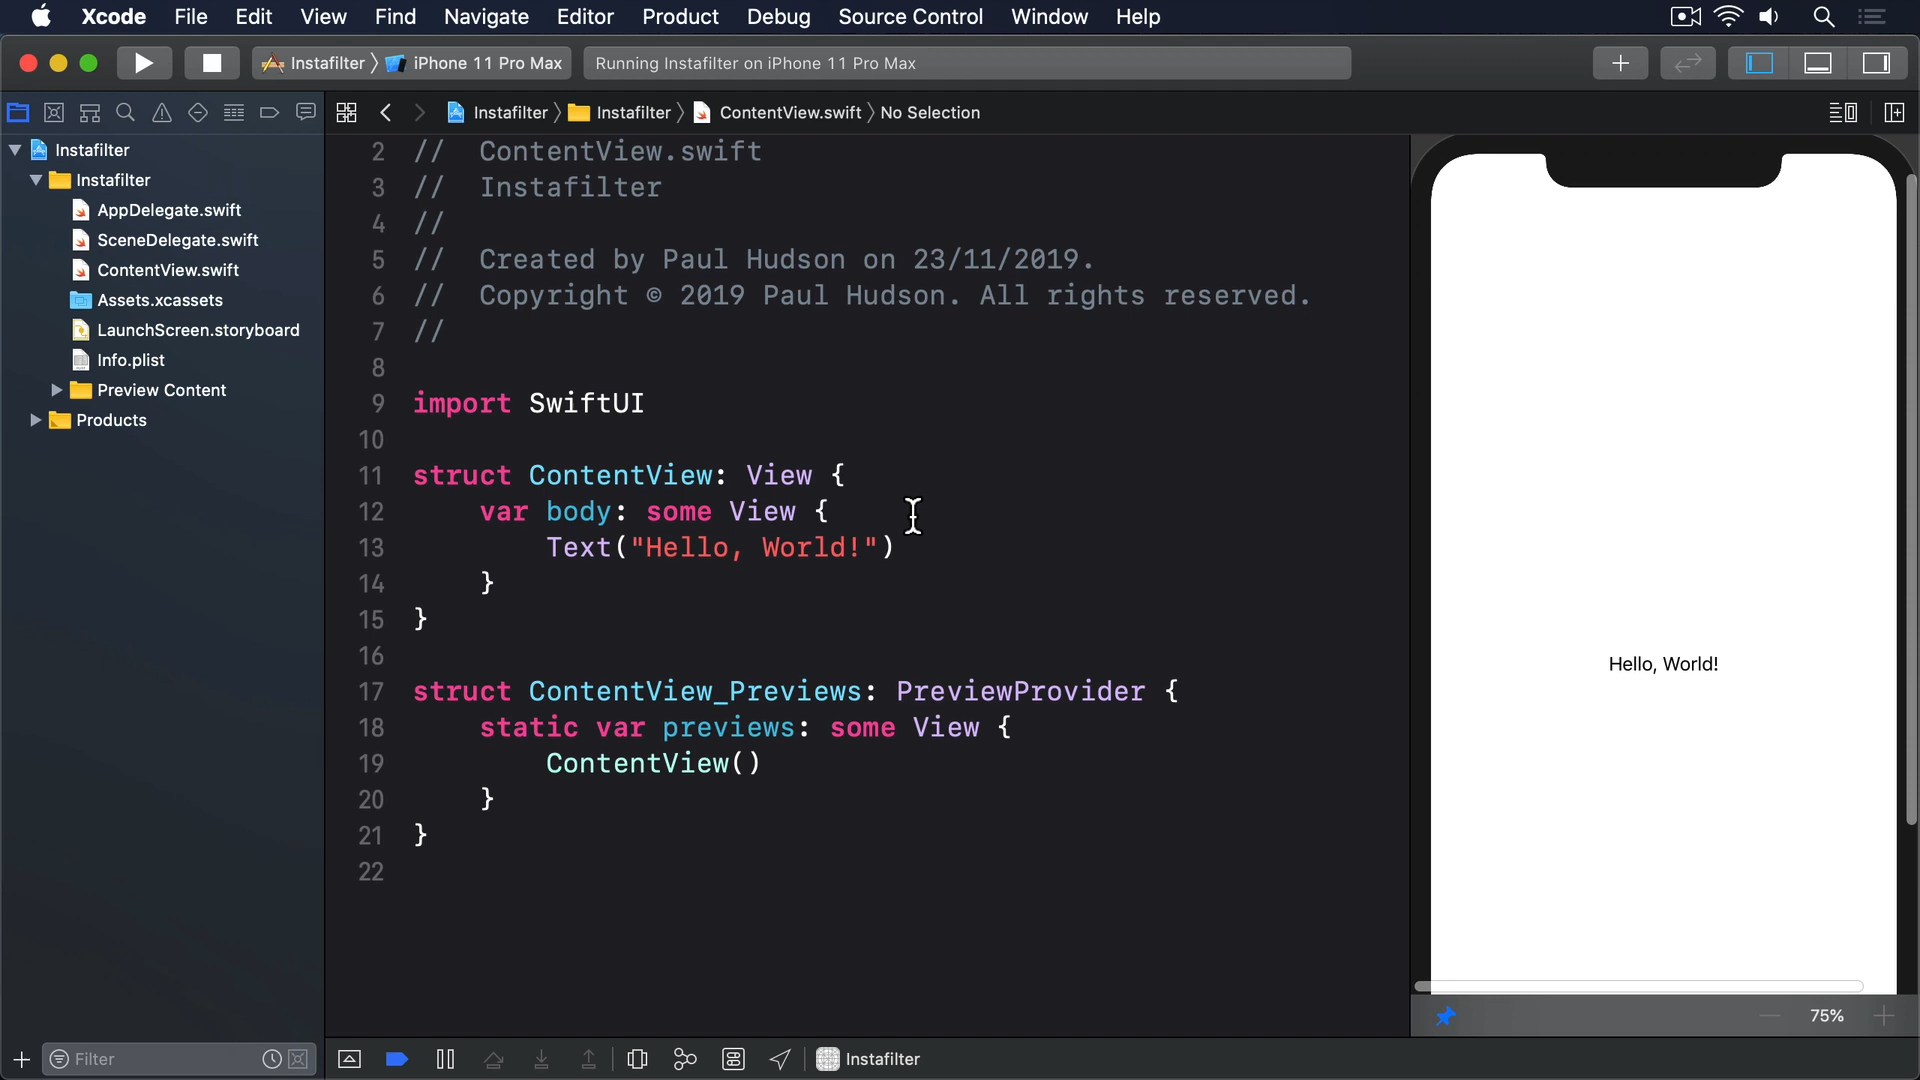 Xcode File Edit View Find Navigate Editor Product Debug Source Control Window Help
Instafilter iPhone 11 Pro Max Running Instafilter on iPhone 11 Pro Max
Instafilter Instafilter ContentView.swift No Selection
Instafilter
Instafilter
AppDelegate.swift
SceneDelegate.swift
ContentView.swift
Assets.xcassets
LaunchScreen.storyboard
Info.plist
Preview Content
Products
2 //  ContentView.swift
3 //  Instafilter
4 //
5 //  Created by Paul Hudson on 23/11/2019.
6 //  Copyright © 2019 Paul Hudson. All rights reserved.
7 //
8
9 import SwiftUI
10
11 struct ContentView: View {
12     var body: some View {
13         Text("Hello, World!")
14     }
15 }
16
17 struct ContentView_Previews: PreviewProvider {
18     static var previews: some View {
19         ContentView()
20     }
21 }
22
Hello, World!
75%
Filter
Instafilter